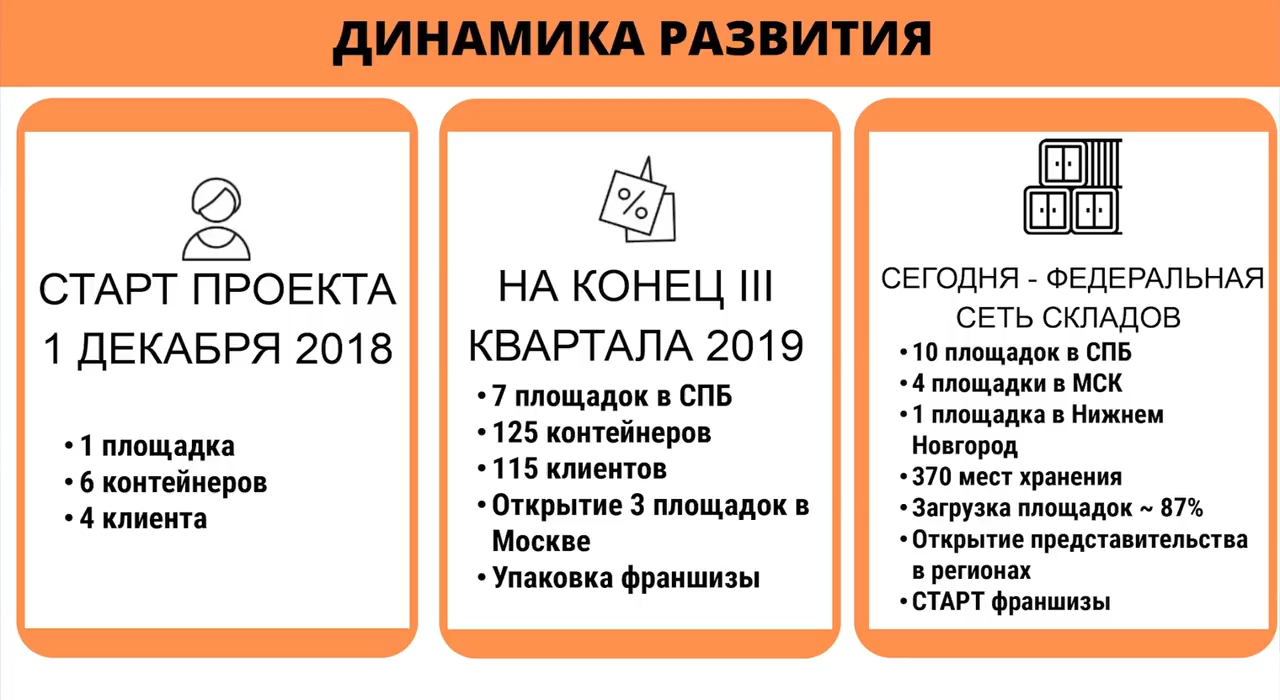 ДИНАМИКА РАЗВИТИЯ
СТАРТ ПРОЕКТА
1 ДЕКАБРЯ 2018
• 1 площадка
• 6 контейнеров
• 4 клиента
%
НА КОНЕЦ III
КВАРТАЛА 2019
• 7 площадок в СПБ
• 125 контейнеров
• 115 клиентов
• Открытие 3 площадок в
Москве
• Упаковка франшизы
СЕГОДНЯ - ФЕДЕРАЛЬНАЯ
СЕТЬ СКЛАДОВ
• 10 площадок в СПБ
• 4 площадки в МСК
• 1 площадка в Нижнем
Новгород
• 370 мест хранения
• Загрузка площадок ~ 87%
• Открытие представительства
в регионах
• СТАРТ франшизы